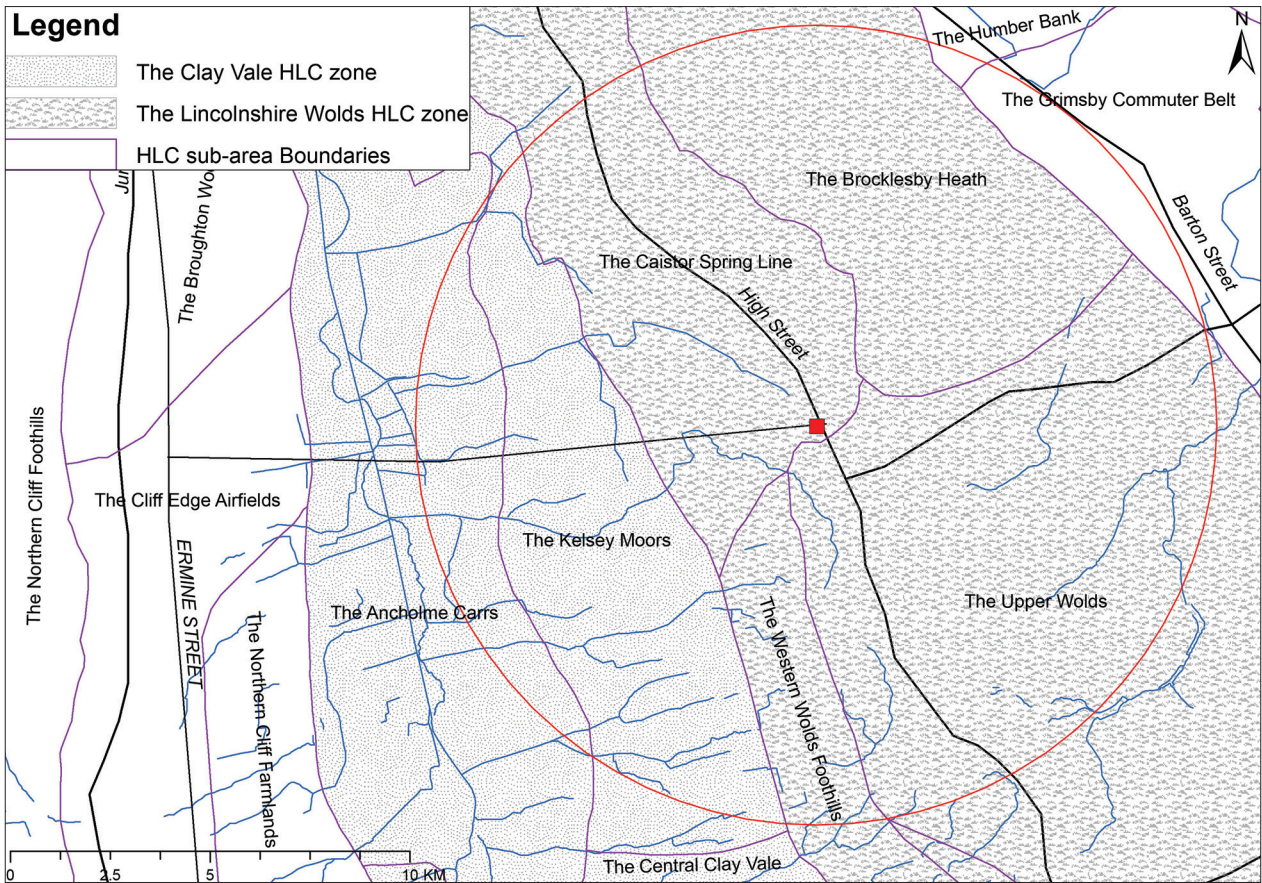 Legend
The Clay Vale HLC zone
The Lincolnshire Wolds HLC zone
HLC sub-area Boundaries
The Humber Bank
N
The Grimsby Commuter Belt
The Brocklesby Heath
Barton Street
The Broughton Wo
Jur
The Caistor Spring Line
High Street
The Northern Cliff Foothills
The Cliff Edge Airfields
ERMINE STREET
The Kelsey Moors
The Ancholme Carrs
The Upper Wolds
The Northern Cliff Farmlands
The Western Wolds Foothills
The Central Clay Vale
0 2.5 5 10 KM